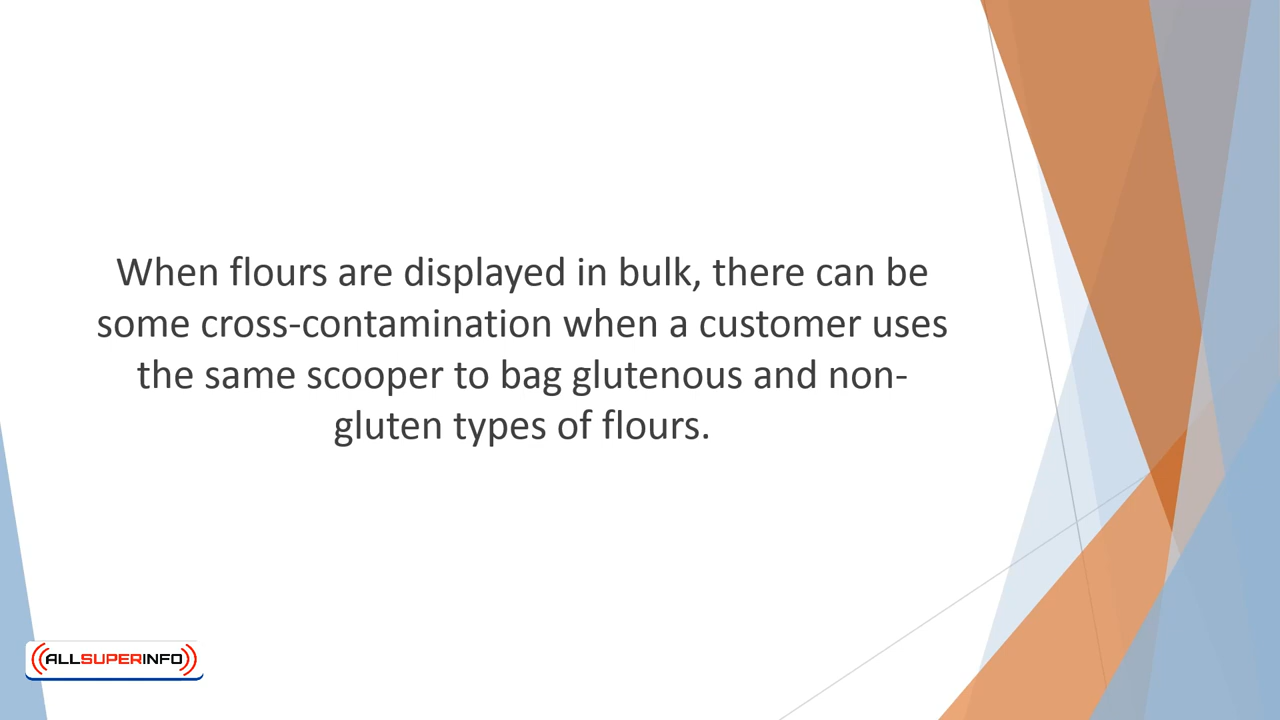 When flours are displayed in bulk, there can be
some cross-contamination when a customer uses
the same scooper to bag glutenous and non-
gluten types of flours.
ALLSUPERINFO